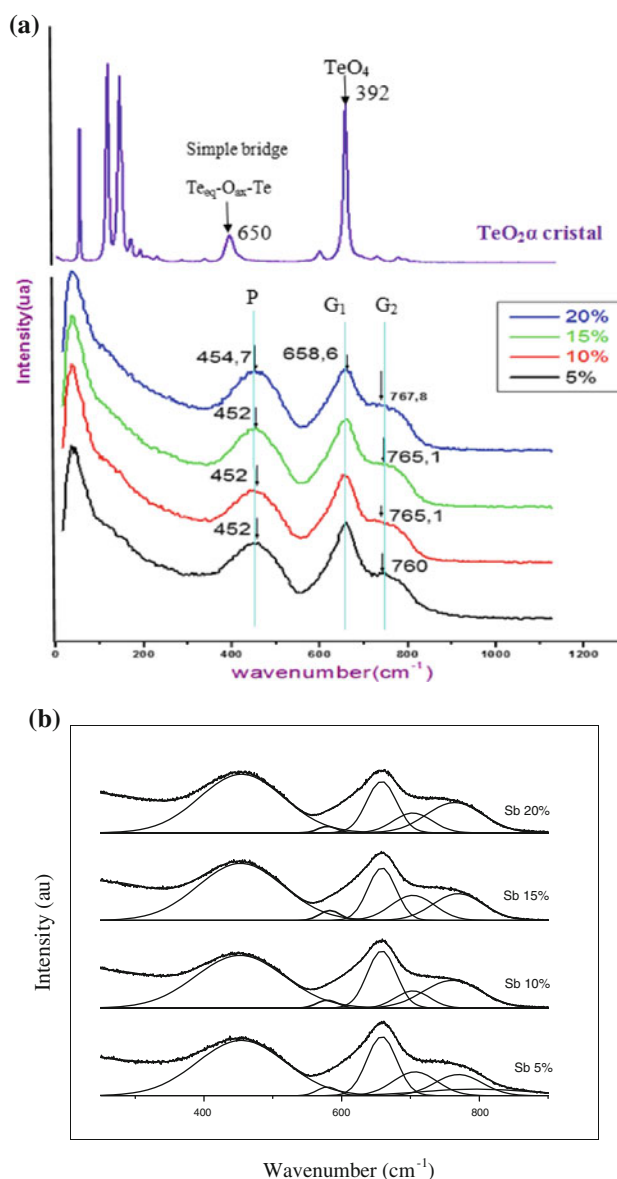 (a)
TeO4
392
Simple bridge
Teeq-Oax-Te
650
TeO2α cristal
Intensity(ua)
P
G1
G2
20%
15%
10%
5%
454,7
658,6
767,8
452
765,1
452
765,1
452
760
0
200
400
600
800
1000
1200
wavenumber(cm-1)
(b)
Sb 20%
Sb 15%
Sb 10%
Sb 5%
Intensity (au)
400
600
800
Wavenumber (cm-1)